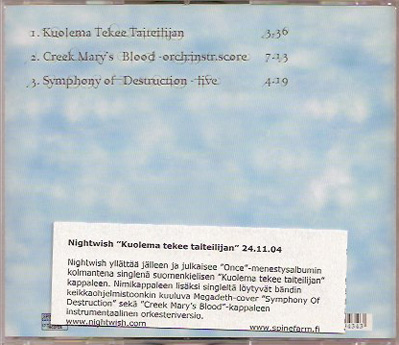 1. Kuolema Tekee Taiteilijan 3.36
2. Creek Mary's Blood -orch.instr.score 7.13
3. Symphony of Destruction -live 4.19
Nightwish "Kuolema tekee taiteilijan" 24.11.04
Nightwish yllättää jälleen ja julkaisee "Once"-menestysalbumin
kolmantena singlenä suomenkielisen "Kuolema tekee taiteilijan"
kappaleen. Nimikappaleen lisäksi singleltä löytyvät bändin
keikkaohjelmistoonkin kuuluva Megadeth-cover "Symphony Of
Destruction" sekä "Creek Mary's Blood"-kappaleen
instrumentaalinen orkesteriversio.
www.nightwish.com www.spinefarm.fi